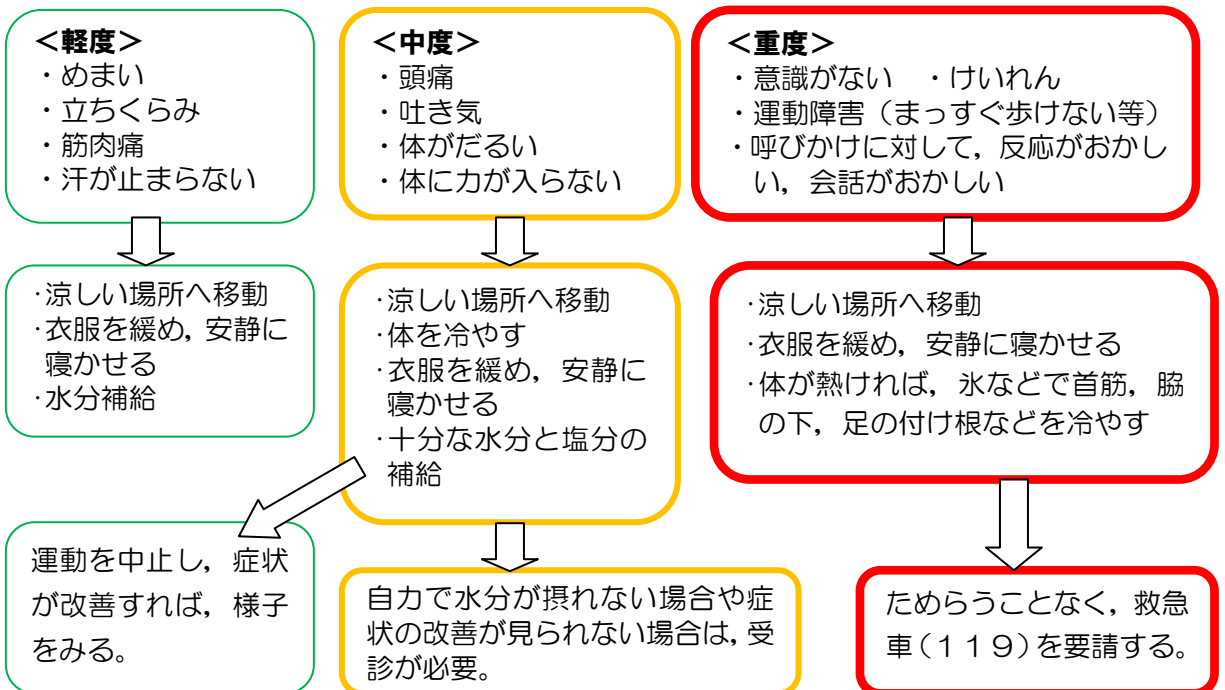 ＜軽度＞
・めまい
・立ちくらみ
・筋肉痛
・汗が止まらない
＜中度＞
・頭痛
・吐き気
・体がだるい
・体に力が入らない
＜重度＞
・意識がない　・けいれん
・運動障害（まっすぐ歩けない等）
・呼びかけに対して，反応がおかし
い，会話がおかしい
・涼しい場所へ移動
・衣服を緩め，安静に
寝かせる
・水分補給
・涼しい場所へ移動
・体を冷やす
・衣服を緩め，安静に
寝かせる
・十分な水分と塩分の
補給
・涼しい場所へ移動
・衣服を緩め，安静に寝かせる
・体が熱ければ，氷などで首筋，脇
の下，足の付け根などを冷やす
運動を中止し，症状
が改善すれば，様子
をみる。
自力で水分が摂れない場合や症
状の改善が見られない場合は，受
診が必要。
ためらうことなく，救急
車（１１９）を要請する。